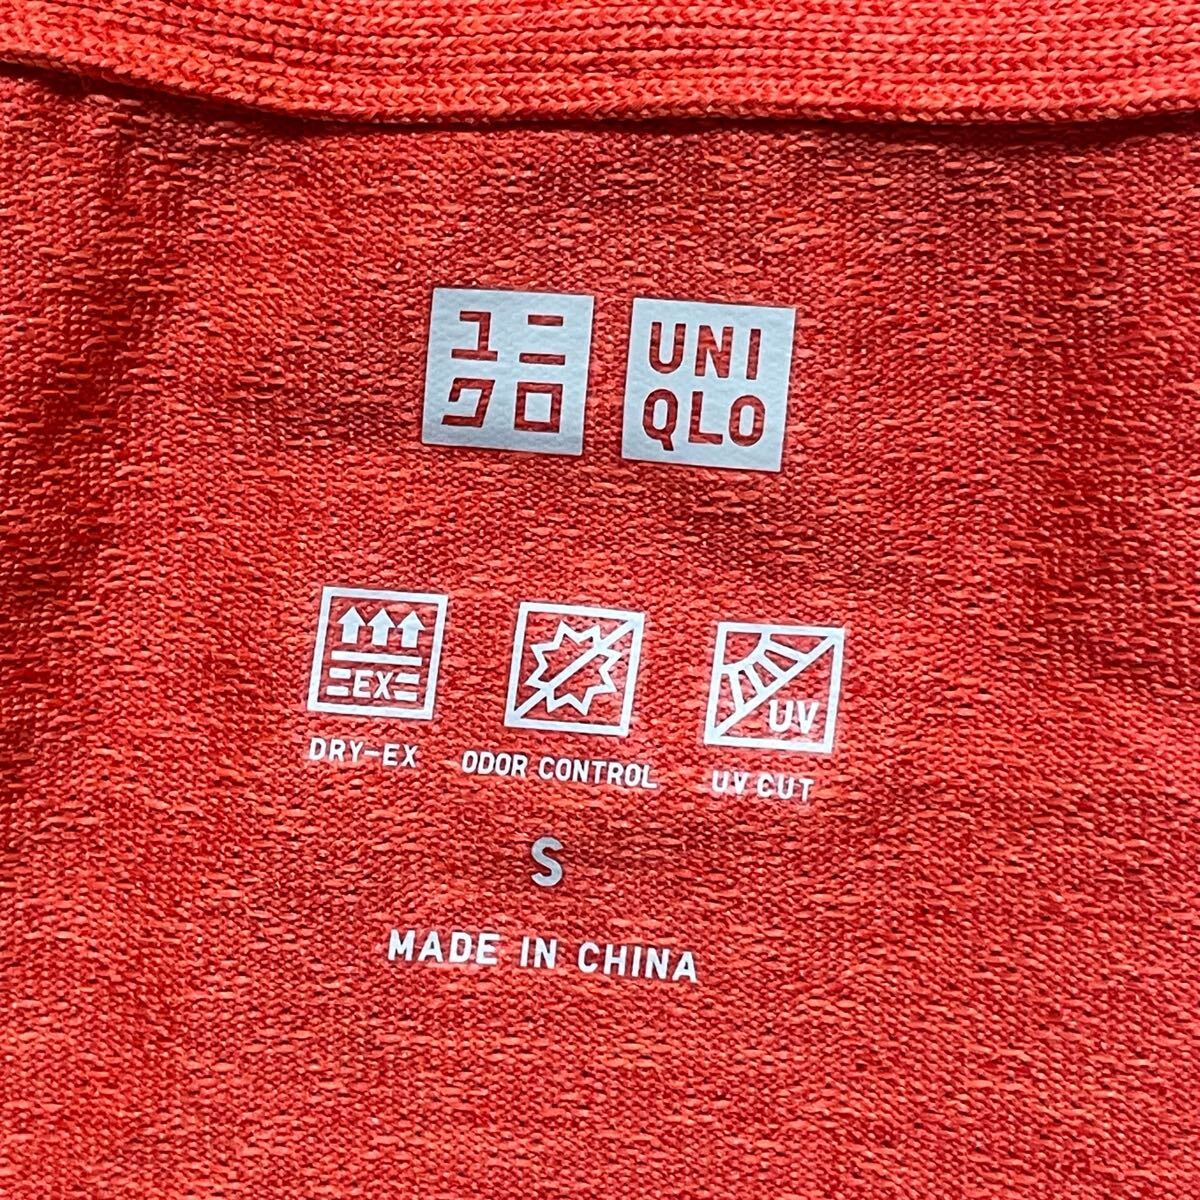 ユニ
クロ
UNI
QLO
EX
UV
DRY-EX
ODOR CONTROL
UV CUT
S
MADE IN CHINA